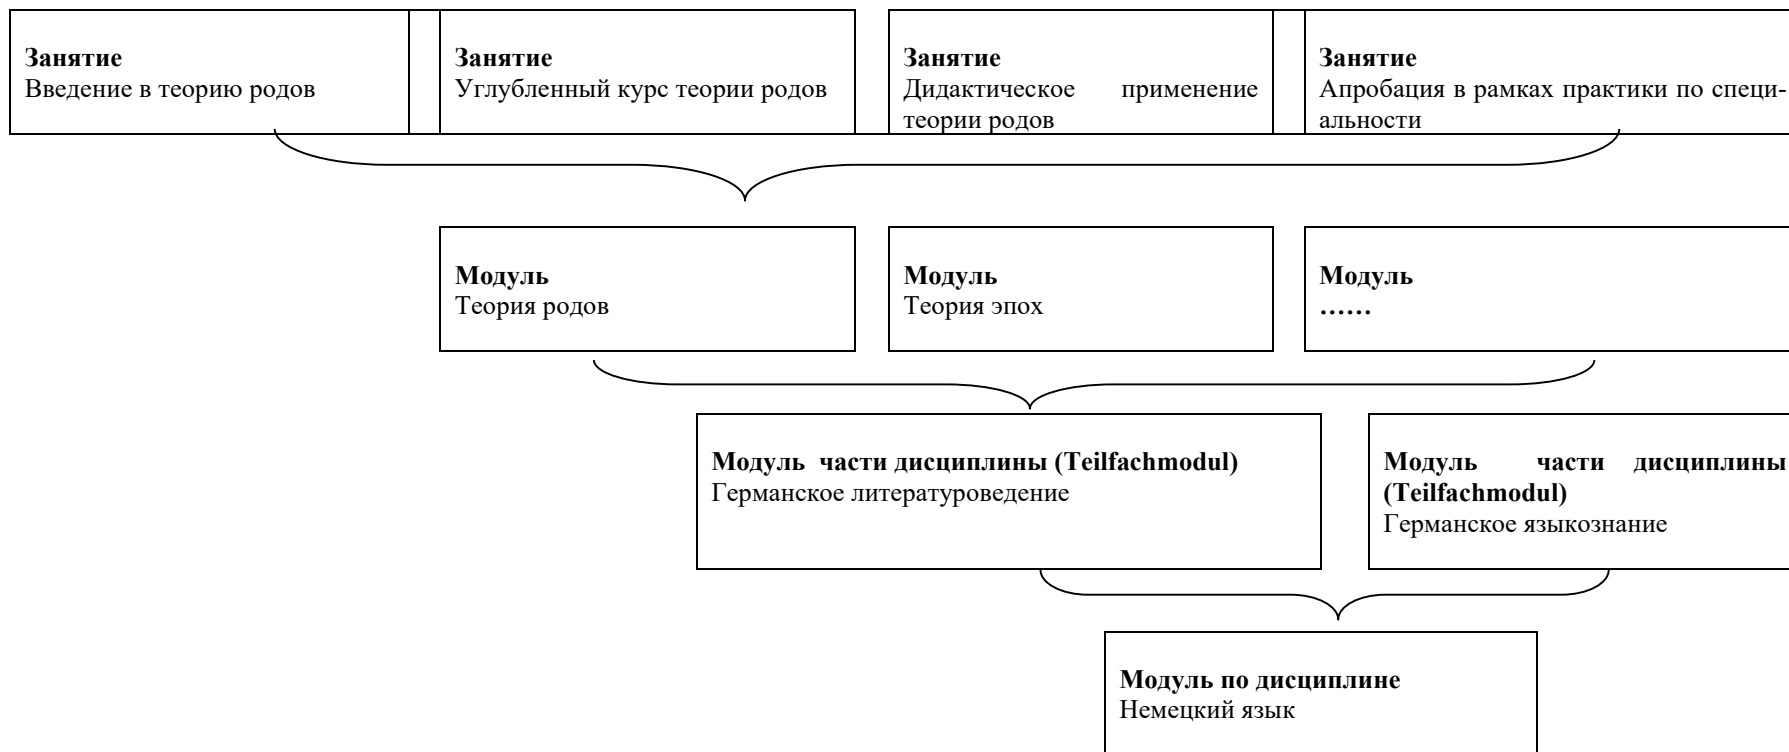 Занятие
Введение в теорию родов
Занятие
Углубленный курс теории родов
Занятие
Дидактическое применение
теории родов
Занятие
Апробация в рамках практики по специ-
альности
Модуль
Теория родов
Модуль
Теория эпох
Модуль
……
Модуль части дисциплины (Teilfachmodul)
Германское литературоведение
Модуль части дисциплины
(Teilfachmodul)
Германское языкознание
Модуль по дисциплине
Немецкий язык